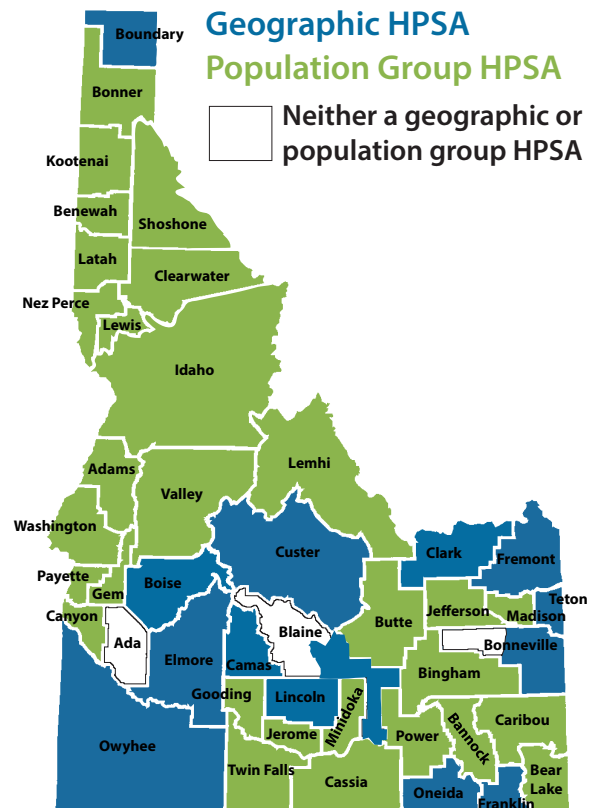 Geographic HPSA
Population Group HPSA
Neither a geographic or
population group HPSA
Boundary
Bonner
Kootenai
Benewah
Shoshone
Latah
Clearwater
Nez Perce
Lewis
Idaho
Lemhi
Adams
Valley
Washington
Custer
Clark
Fremont
Payette
Boise
Gem
Teton
Canyon
Jefferson
Madison
Butte
Ada
Blaine
Bonneville
Elmore
Camas
Bingham
Gooding
Lincoln
Minidoka
Caribou
Bannock
Jerome
Power
Owyhee
Twin Falls
Cassia
Bear
Lake
Oneida
Franklin